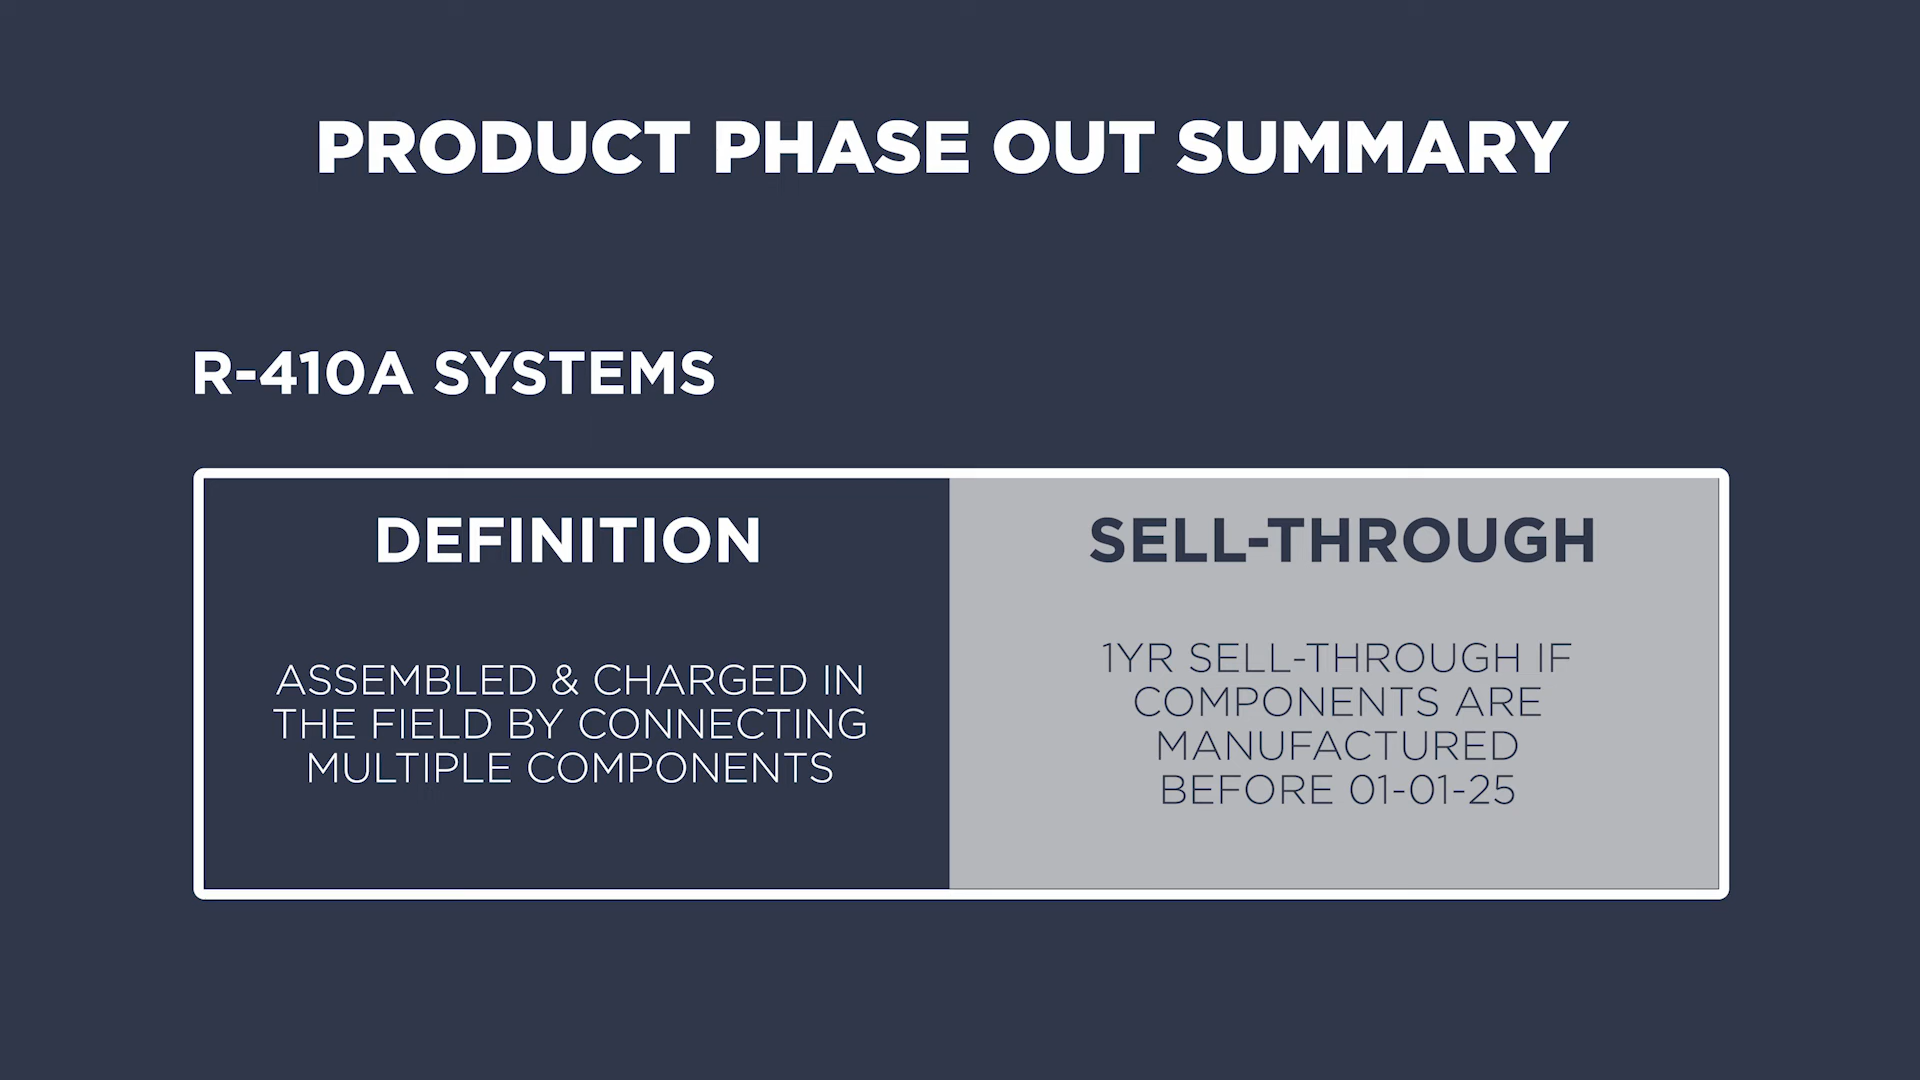 PRODUCT PHASE OUT SUMMARY
R-410A SYSTEMS
DEFINITION
ASSEMBLED & CHARGED IN
THE FIELD BY CONNECTING
MULTIPLE COMPONENTS
SELL-THROUGH
1YR SELL-THROUGH IF
COMPONENTS ARE
MANUFACTURED
BEFORE 01-01-25